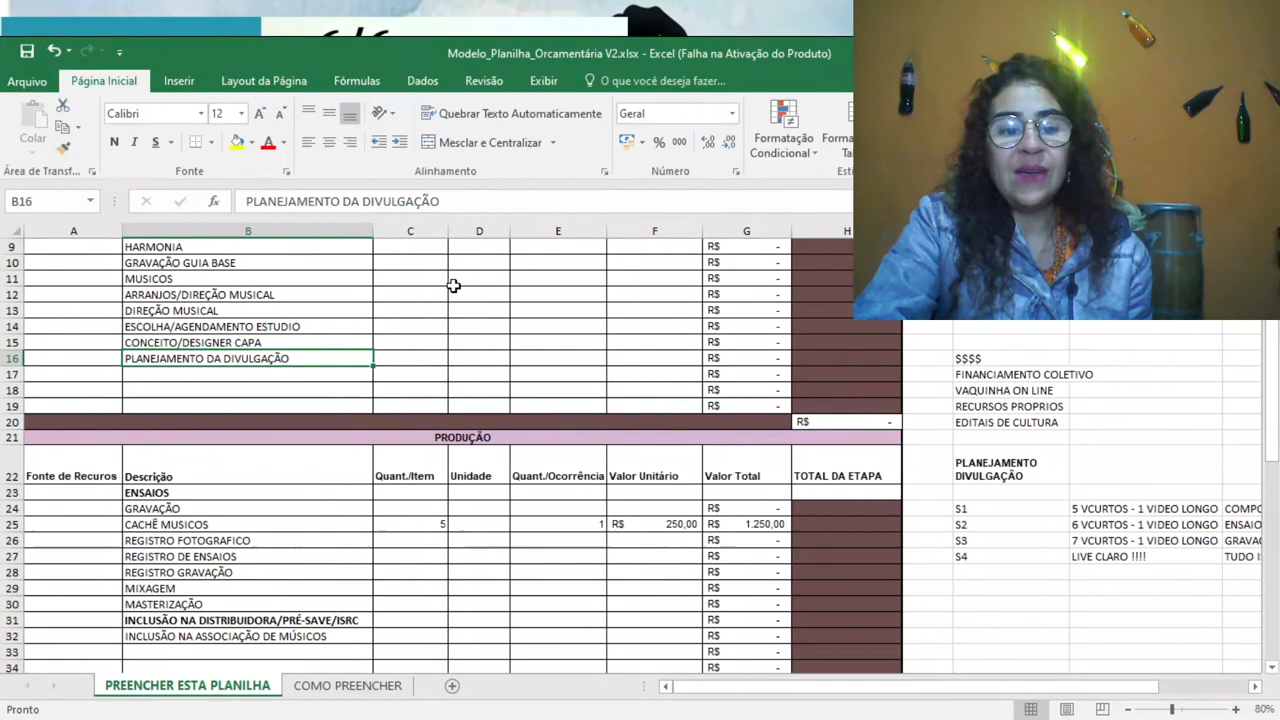 Modelo_Planilha_Orcamentária V2.xlsx - Excel (Falha na Ativação do Produto)
Arquivo Página Inicial Inserir Layout da Página Fórmulas Dados Revisão Exibir O que você deseja fazer...
Colar Calibri 12 Quebrar Texto Automaticamente Geral
N I S Mesclar e Centralizar % 000 Formatação Condicional
Área de Transf... Fonte Alinhamento Número
B16 fx PLANEJAMENTO DA DIVULGAÇÃO
A B C D E F G H
9 HARMONIA R$ -
10 GRAVAÇÃO GUIA BASE R$ -
11 MUSICOS R$ -
12 ARRANJOS/DIREÇÃO MUSICAL R$ -
13 DIREÇÃO MUSICAL R$ -
14 ESCOLHA/AGENDAMENTO ESTUDIO R$ -
15 CONCEITO/DESIGNER CAPA R$ -
16 PLANEJAMENTO DA DIVULGAÇÃO R$ - $$$$
17 R$ - FINANCIAMENTO COLETIVO
18 R$ - VAQUINHA ON LINE
19 R$ - RECURSOS PROPRIOS
20 R$ - EDITAIS DE CULTURA
21 PRODUÇÃO
22 Fonte de Recuros Descrição Quant./Item Unidade Quant./Ocorrência Valor Unitário Valor Total TOTAL DA ETAPA PLANEJAMENTO DIVULGAÇÃO
23 ENSAIOS
24 GRAVAÇÃO R$ - S1 5 VCURTOS - 1 VIDEO LONGO
25 CACHÊ MUSICOS 5 1 R$ 250,00 R$ 1.250,00 S2 6 VCURTOS - 1 VIDEO LONGO
26 REGISTRO FOTOGRAFICO R$ - S3 7 VCURTOS - 1 VIDEO LONGO
27 REGISTRO DE ENSAIOS R$ - S4 LIVE CLARO !!!! TUDO
28 REGISTRO GRAVAÇÃO R$ -
29 MIXAGEM R$ -
30 MASTERIZAÇÃO R$ -
31 INCLUSÃO NA DISTRIBUIDORA/PRÉ-SAVE/ISRC R$ -
32 INCLUSÃO NA ASSOCIAÇÃO DE MÚSICOS R$ -
33 R$ -
34 R$ -
PREENCHER ESTA PLANILHA COMO PREENCHER
Pronto 80%